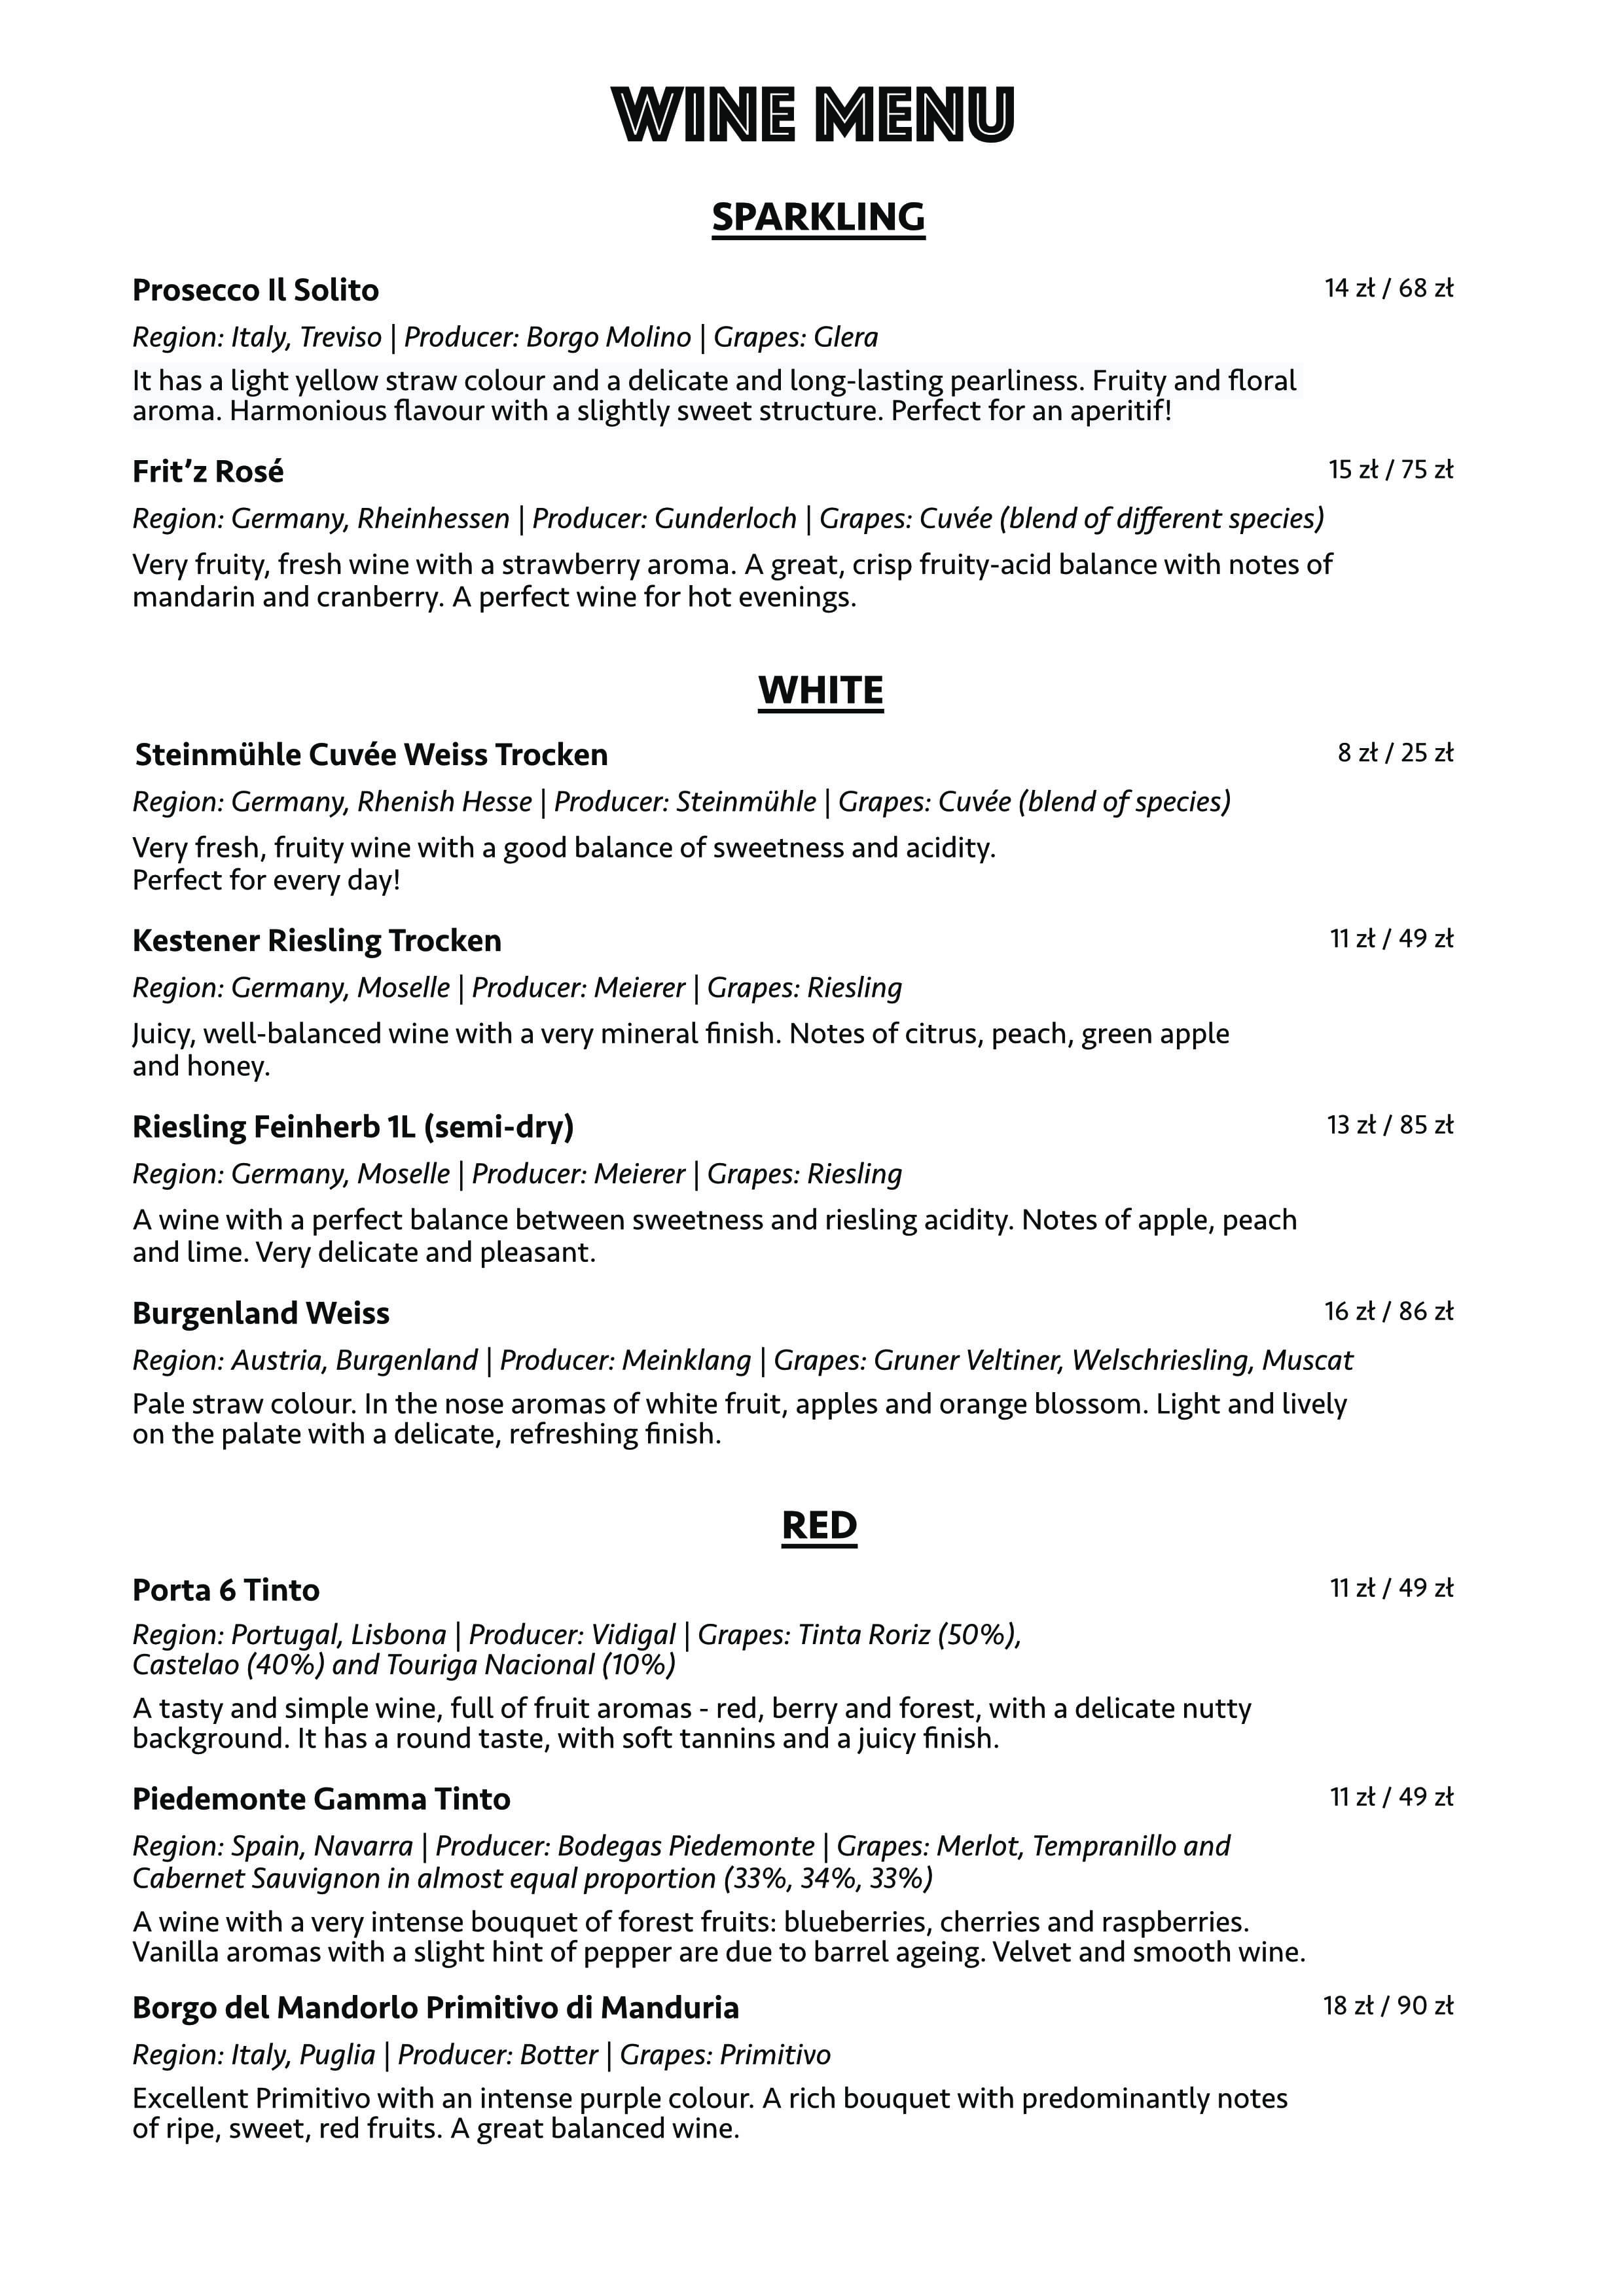 WINE MENU
SPARKLING
Prosecco Il Solito 14 zł / 68 zł
Region: Italy, Treviso | Producer: Borgo Molino | Grapes: Glera
It has a light yellow straw colour and a delicate and long-lasting pearliness. Fruity and floral
aroma. Harmonious flavour with a slightly sweet structure. Perfect for an aperitif!
Frit’z Rosé 15 zł / 75 zł
Region: Germany, Rheinhessen | Producer: Gunderloch | Grapes: Cuvée (blend of different species)
Very fruity, fresh wine with a strawberry aroma. A great, crisp fruity-acid balance with notes of
mandarin and cranberry. A perfect wine for hot evenings.
WHITE
Steinmühle Cuvée Weiss Trocken 8 zł / 25 zł
Region: Germany, Rhenish Hesse | Producer: Steinmühle | Grapes: Cuvée (blend of species)
Very fresh, fruity wine with a good balance of sweetness and acidity.
Perfect for every day!
Kestener Riesling Trocken 11 zł / 49 zł
Region: Germany, Moselle | Producer: Meierer | Grapes: Riesling
Juicy, well-balanced wine with a very mineral finish. Notes of citrus, peach, green apple
and honey.
Riesling Feinherb 1L (semi-dry) 13 zł / 85 zł
Region: Germany, Moselle | Producer: Meierer | Grapes: Riesling
A wine with a perfect balance between sweetness and riesling acidity. Notes of apple, peach
and lime. Very delicate and pleasant.
Burgenland Weiss 16 zł / 86 zł
Region: Austria, Burgenland | Producer: Meinklang | Grapes: Gruner Veltiner, Welschriesling, Muscat
Pale straw colour. In the nose aromas of white fruit, apples and orange blossom. Light and lively
on the palate with a delicate, refreshing finish.
RED
Porta 6 Tinto 11 zł / 49 zł
Region: Portugal, Lisbona | Producer: Vidigal | Grapes: Tinta Roriz (50%),
Castelao (40%) and Touriga Nacional (10%)
A tasty and simple wine, full of fruit aromas - red, berry and forest, with a delicate nutty
background. It has a round taste, with soft tannins and a juicy finish.
Piedemonte Gamma Tinto 11 zł / 49 zł
Region: Spain, Navarra | Producer: Bodegas Piedemonte | Grapes: Merlot, Tempranillo and
Cabernet Sauvignon in almost equal proportion (33%, 34%, 33%)
A wine with a very intense bouquet of forest fruits: blueberries, cherries and raspberries.
Vanilla aromas with a slight hint of pepper are due to barrel ageing. Velvet and smooth wine.
Borgo del Mandorlo Primitivo di Manduria 18 zł / 90 zł
Region: Italy, Puglia | Producer: Botter | Grapes: Primitivo
Excellent Primitivo with an intense purple colour. A rich bouquet with predominantly notes
of ripe, sweet, red fruits. A great balanced wine.